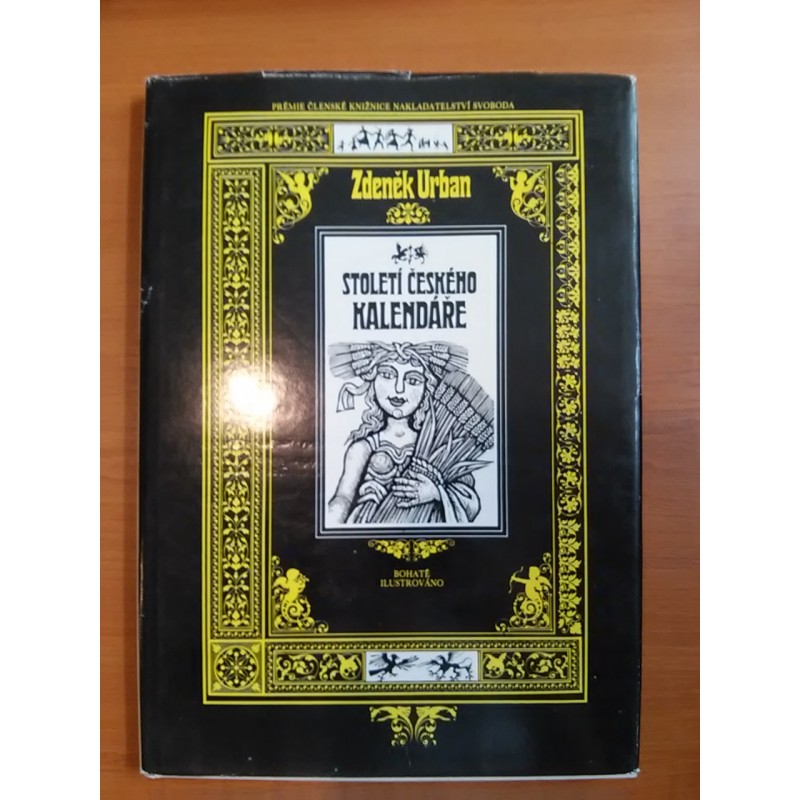 PRÉMIE ČLENSKÉ KNIŽNICE NAKLADATELSTVÍ SVOBODA
Zdeněk Urban
STOLETÍ ČESKÉHO
KALENDÁŘE
BOHATĚ
ILUSTROVÁNO